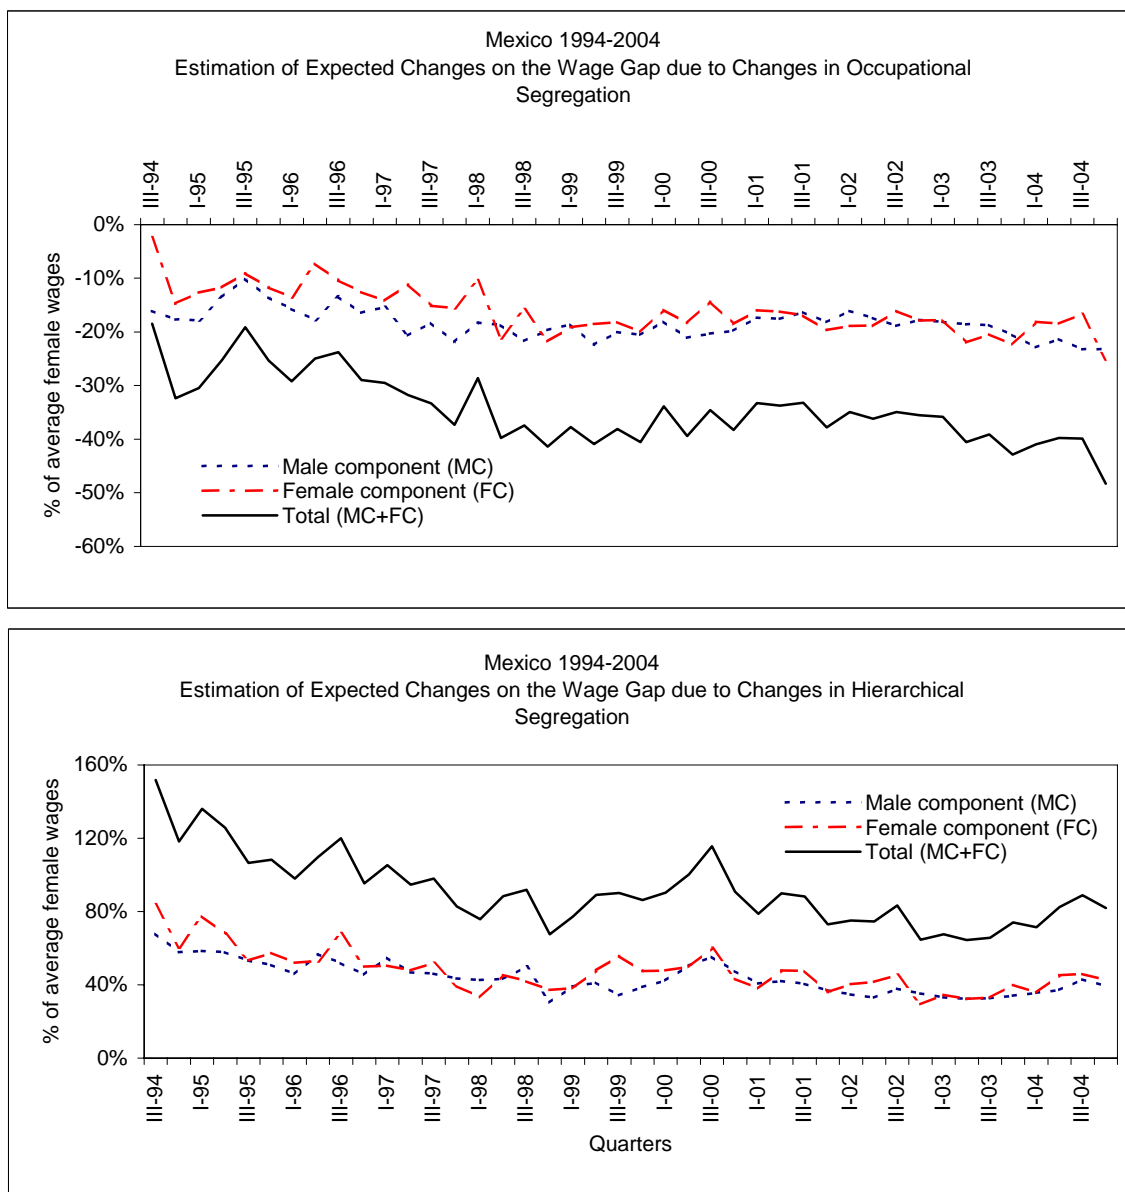 Mexico 1994-2004
Estimation of Expected Changes on the Wage Gap due to Changes in Occupational
Segregation
III-94
I-95
III-95
I-96
III-96
I-97
III-97
I-98
III-98
I-99
III-99
I-00
III-00
I-01
III-01
I-02
III-02
I-03
III-03
I-04
III-04
% of average female wages
0%
-10%
-20%
-30%
-40%
-50%
-60%
Male component (MC)
Female component (FC)
Total (MC+FC)
Mexico 1994-2004
Estimation of Expected Changes on the Wage Gap due to Changes in Hierarchical
Segregation
% of average female wages
160%
120%
80%
40%
0%
Male component (MC)
Female component (FC)
Total (MC+FC)
III-94
I-95
III-95
I-96
III-96
I-97
III-97
I-98
III-98
I-99
III-99
I-00
III-00
I-01
III-01
I-02
III-02
I-03
III-03
I-04
III-04
Quarters